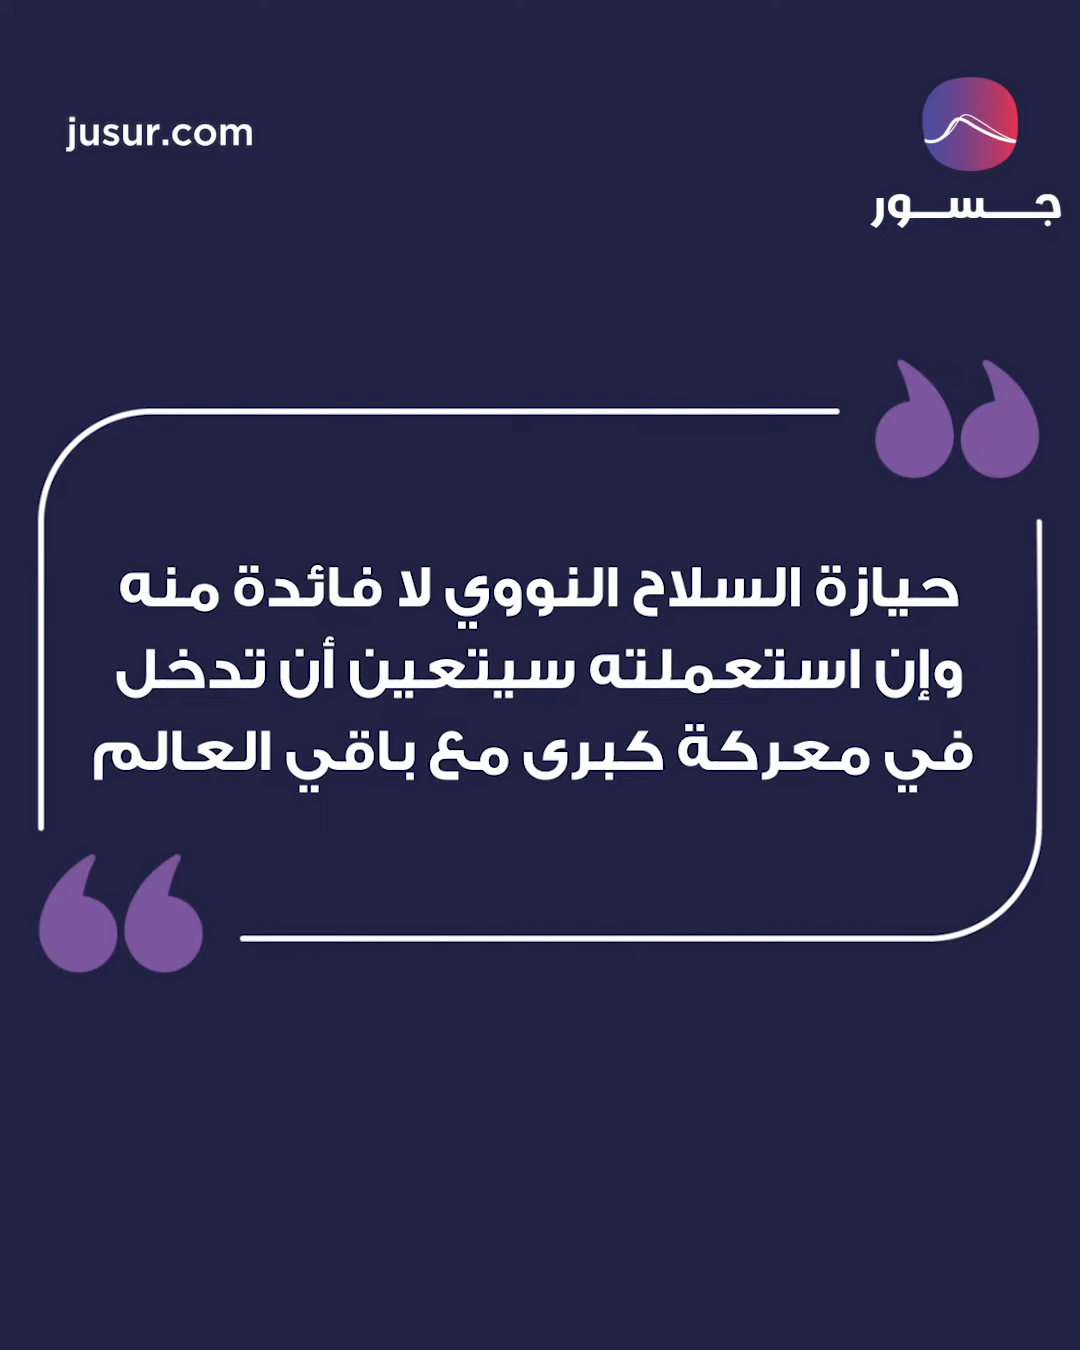 jusur.com
جسور
حيازة السلاح النووي لا فائدة منه
وإن استعملته سيتعين أن تدخل
في معركة كبرى مع باقي العالم